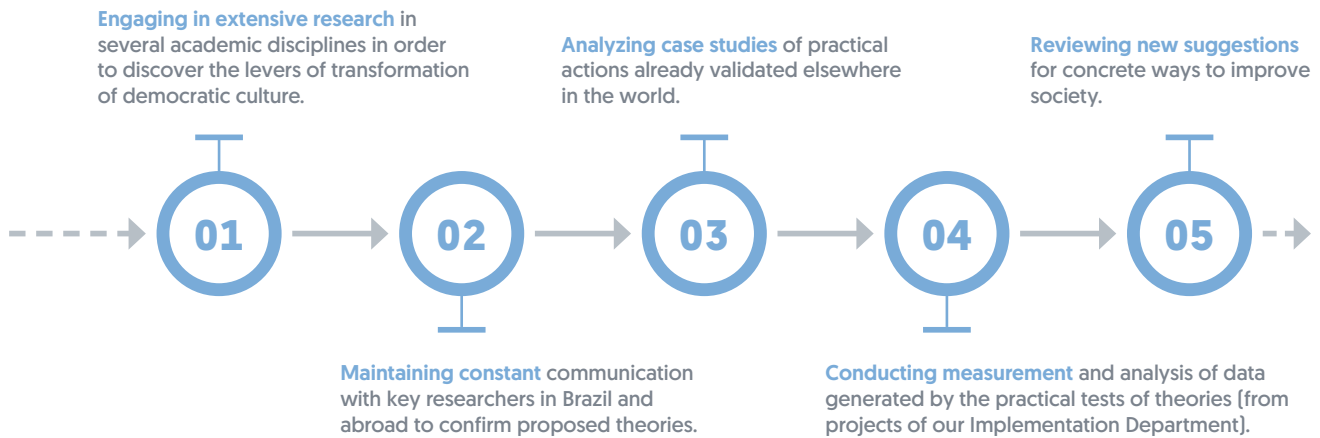 Engaging in extensive research in
several academic disciplines in order
to discover the levers of transformation
of democratic culture.
Analyzing case studies of practical
actions already validated elsewhere
in the world.
Reviewing new suggestions
for concrete ways to improve
society.
01
02
03
04
05
Maintaining constant communication
with key researchers in Brazil and
abroad to confirm proposed theories.
Conducting measurement and analysis of data
generated by the practical tests of theories (from
projects of our Implementation Department).